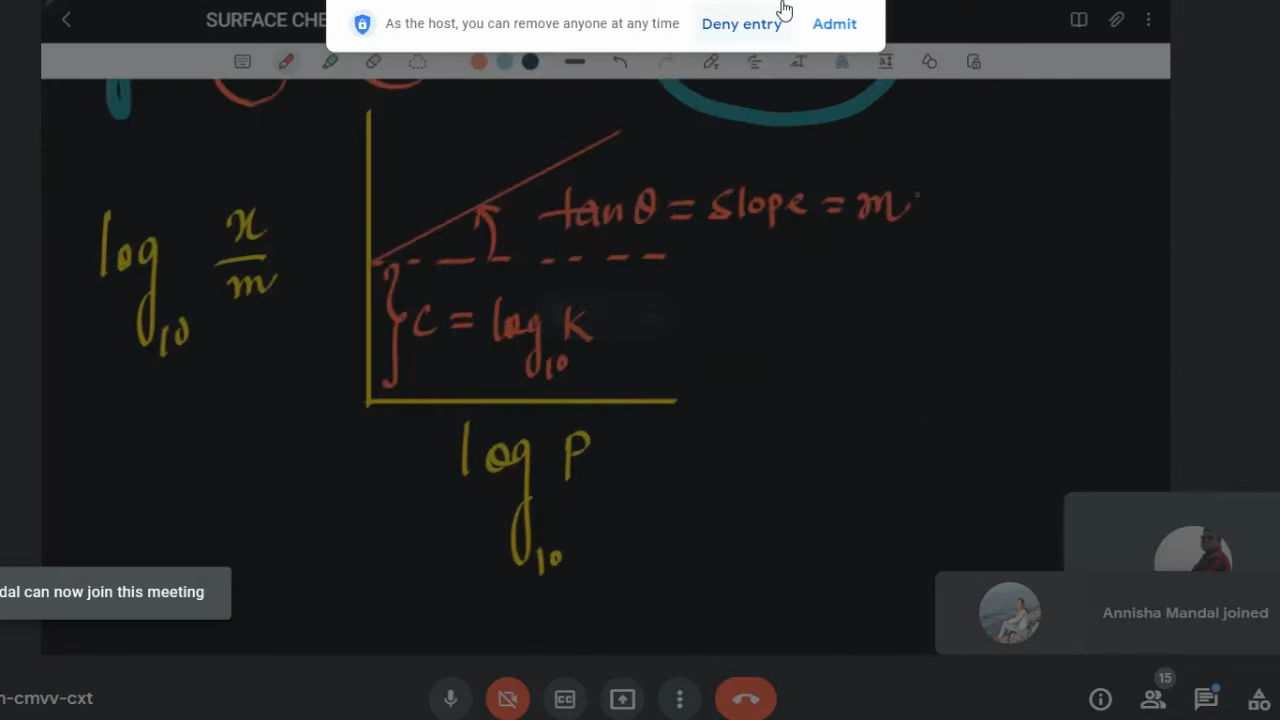 SURFACE CHE
As the host, you can remove anyone at any time Deny entry Admit
tan θ = slope = m
log₁₀ x/m
C = log₁₀ K
log₁₀ P
dal can now join this meeting
Annisha Mandal joined
n-cmvv-cxt
15